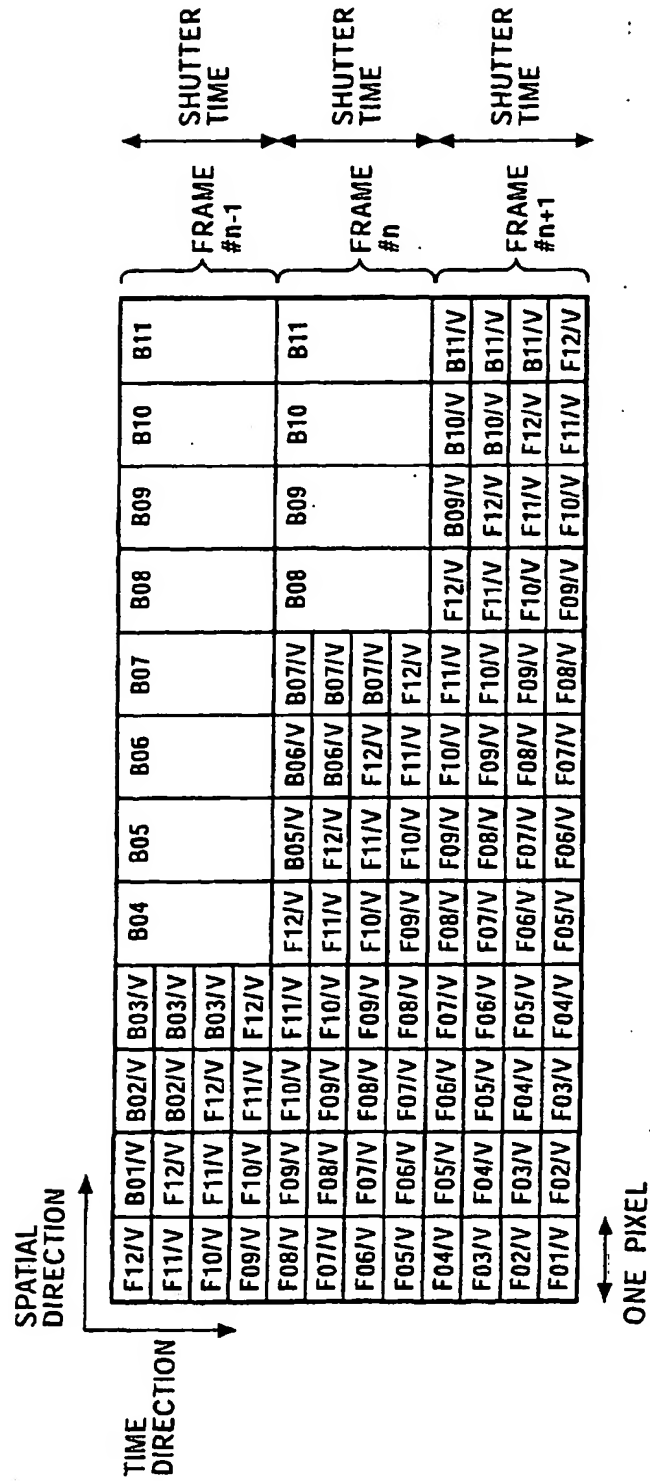 SPATIAL
DIRECTION
TIME
DIRECTION
F12/V B01/V B02/V B03/V B04 B05 B06 B07 B08 B09 B10 B11
F11/V F12/V B02/V B03/V
F10/V F11/V F12/V B03/V
F09/V F10/V F11/V F12/V
FRAME
#n-1
SHUTTER
TIME
F08/V F09/V F10/V F11/V F12/V B05/V B06/V B07/V B08 B09 B10 B11
F07/V F08/V F09/V F10/V F11/V F12/V B06/V B07/V
F06/V F07/V F08/V F09/V F10/V F11/V F12/V B07/V
F05/V F06/V F07/V F08/V F09/V F10/V F11/V F12/V
FRAME
#n
SHUTTER
TIME
F04/V F05/V F06/V F07/V F08/V F09/V F10/V F11/V F12/V B09/V B10/V B11/V
F03/V F04/V F05/V F06/V F07/V F08/V F09/V F10/V F11/V F12/V B10/V B11/V
F02/V F03/V F04/V F05/V F06/V F07/V F08/V F09/V F10/V F11/V F12/V B11/V
F01/V F02/V F03/V F04/V F05/V F06/V F07/V F08/V F09/V F10/V F11/V F12/V
FRAME
#n+1
SHUTTER
TIME
ONE PIXEL